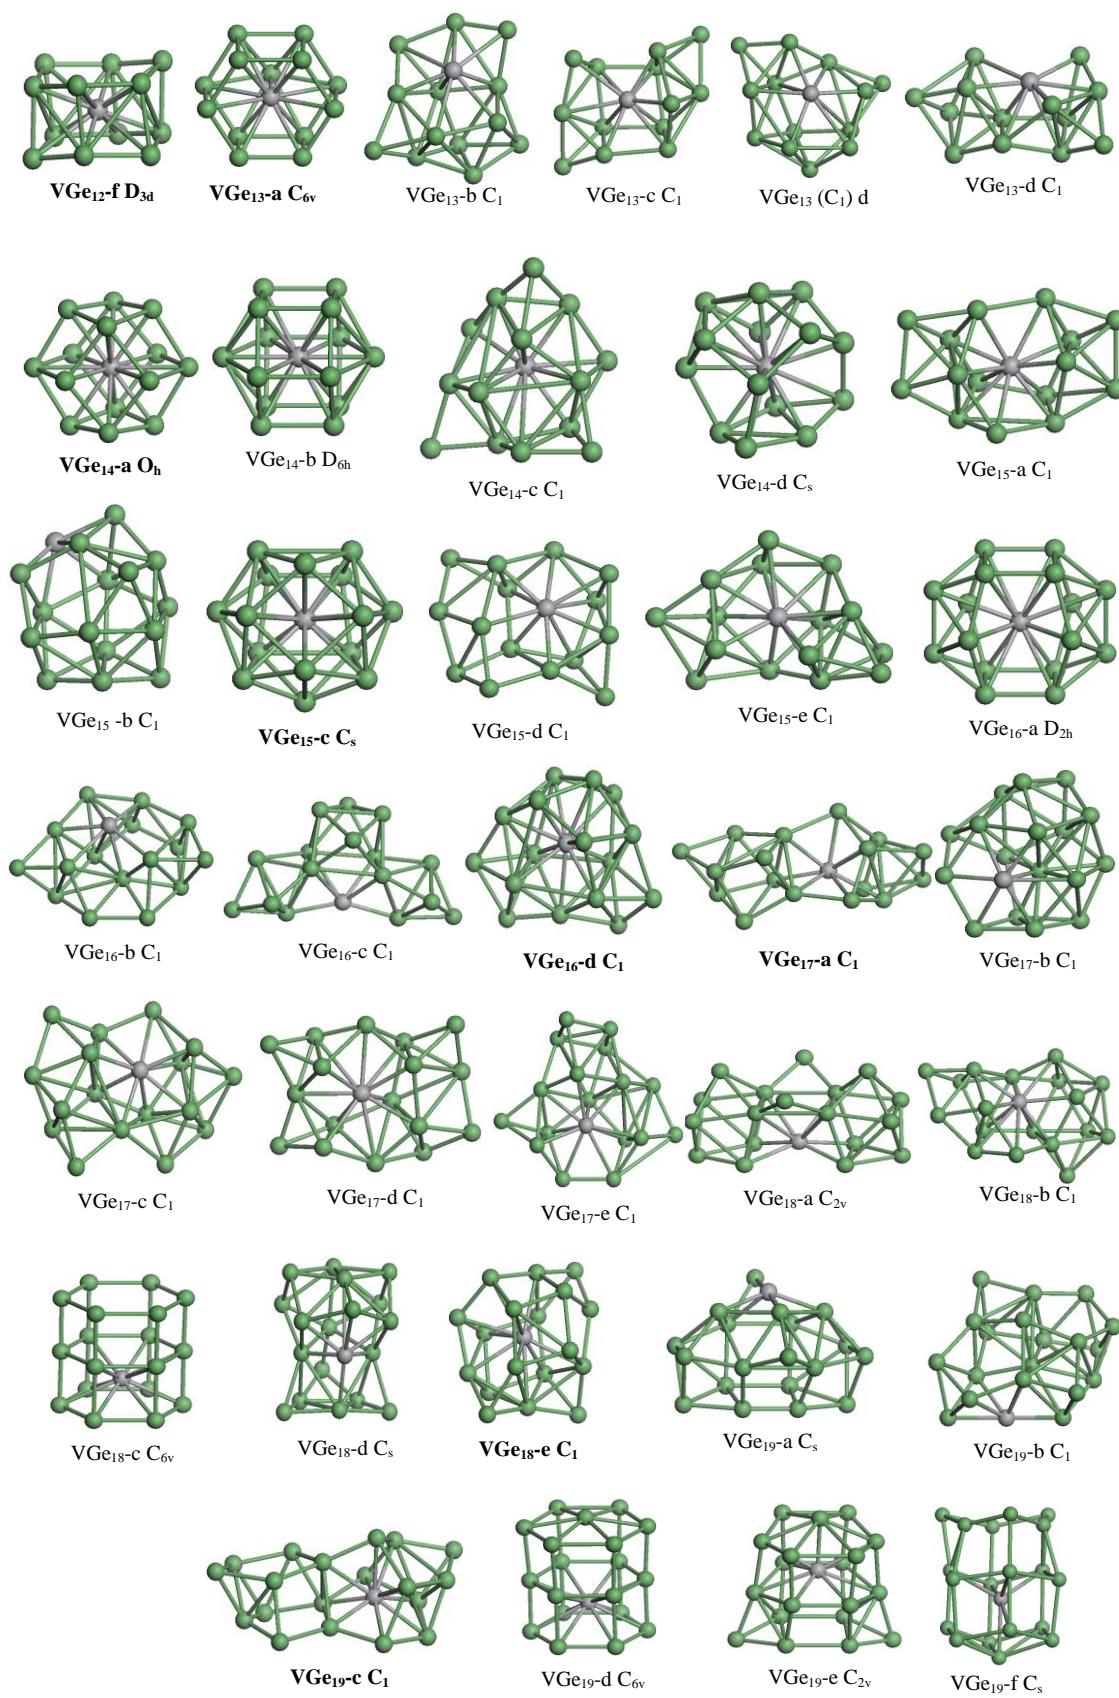 VGe₁₂-f D₃d
VGe₁₃-a C₆ᵥ
VGe₁₃-b C₁
VGe₁₃-c C₁
VGe₁₃ (C₁) d
VGe₁₃-d C₁
VGe₁₄-a Oₕ
VGe₁₄-b D₆ₕ
VGe₁₄-c C₁
VGe₁₄-d Cₛ
VGe₁₅-a C₁
VGe₁₅ -b C₁
VGe₁₅-c Cₛ
VGe₁₅-d C₁
VGe₁₅-e C₁
VGe₁₆-a D₂ₕ
VGe₁₆-b C₁
VGe₁₆-c C₁
VGe₁₆-d C₁
VGe₁₇-a C₁
VGe₁₇-b C₁
VGe₁₇-c C₁
VGe₁₇-d C₁
VGe₁₇-e C₁
VGe₁₈-a C₂ᵥ
VGe₁₈-b C₁
VGe₁₈-c C₆ᵥ
VGe₁₈-d Cₛ
VGe₁₈-e C₁
VGe₁₉-a Cₛ
VGe₁₉-b C₁
VGe₁₉-c C₁
VGe₁₉-d C₆ᵥ
VGe₁₉-e C₂ᵥ
VGe₁₉-f Cₛ